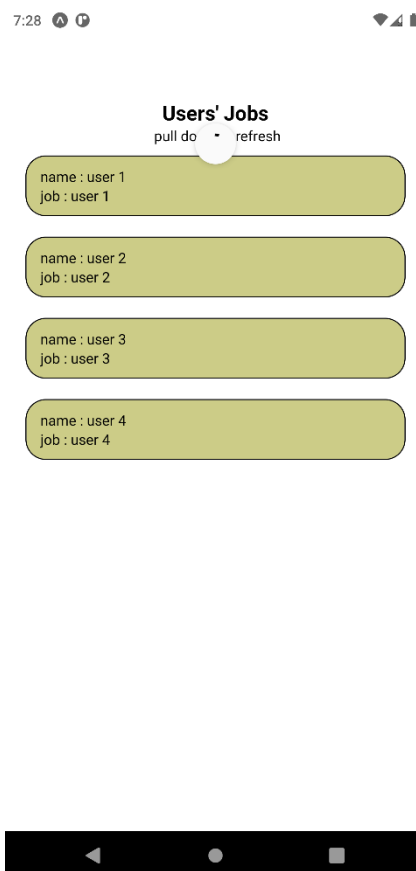 7:28
Users' Jobs
pull do refresh
name : user 1
job : user 1
name : user 2
job : user 2
name : user 3
job : user 3
name : user 4
job : user 4